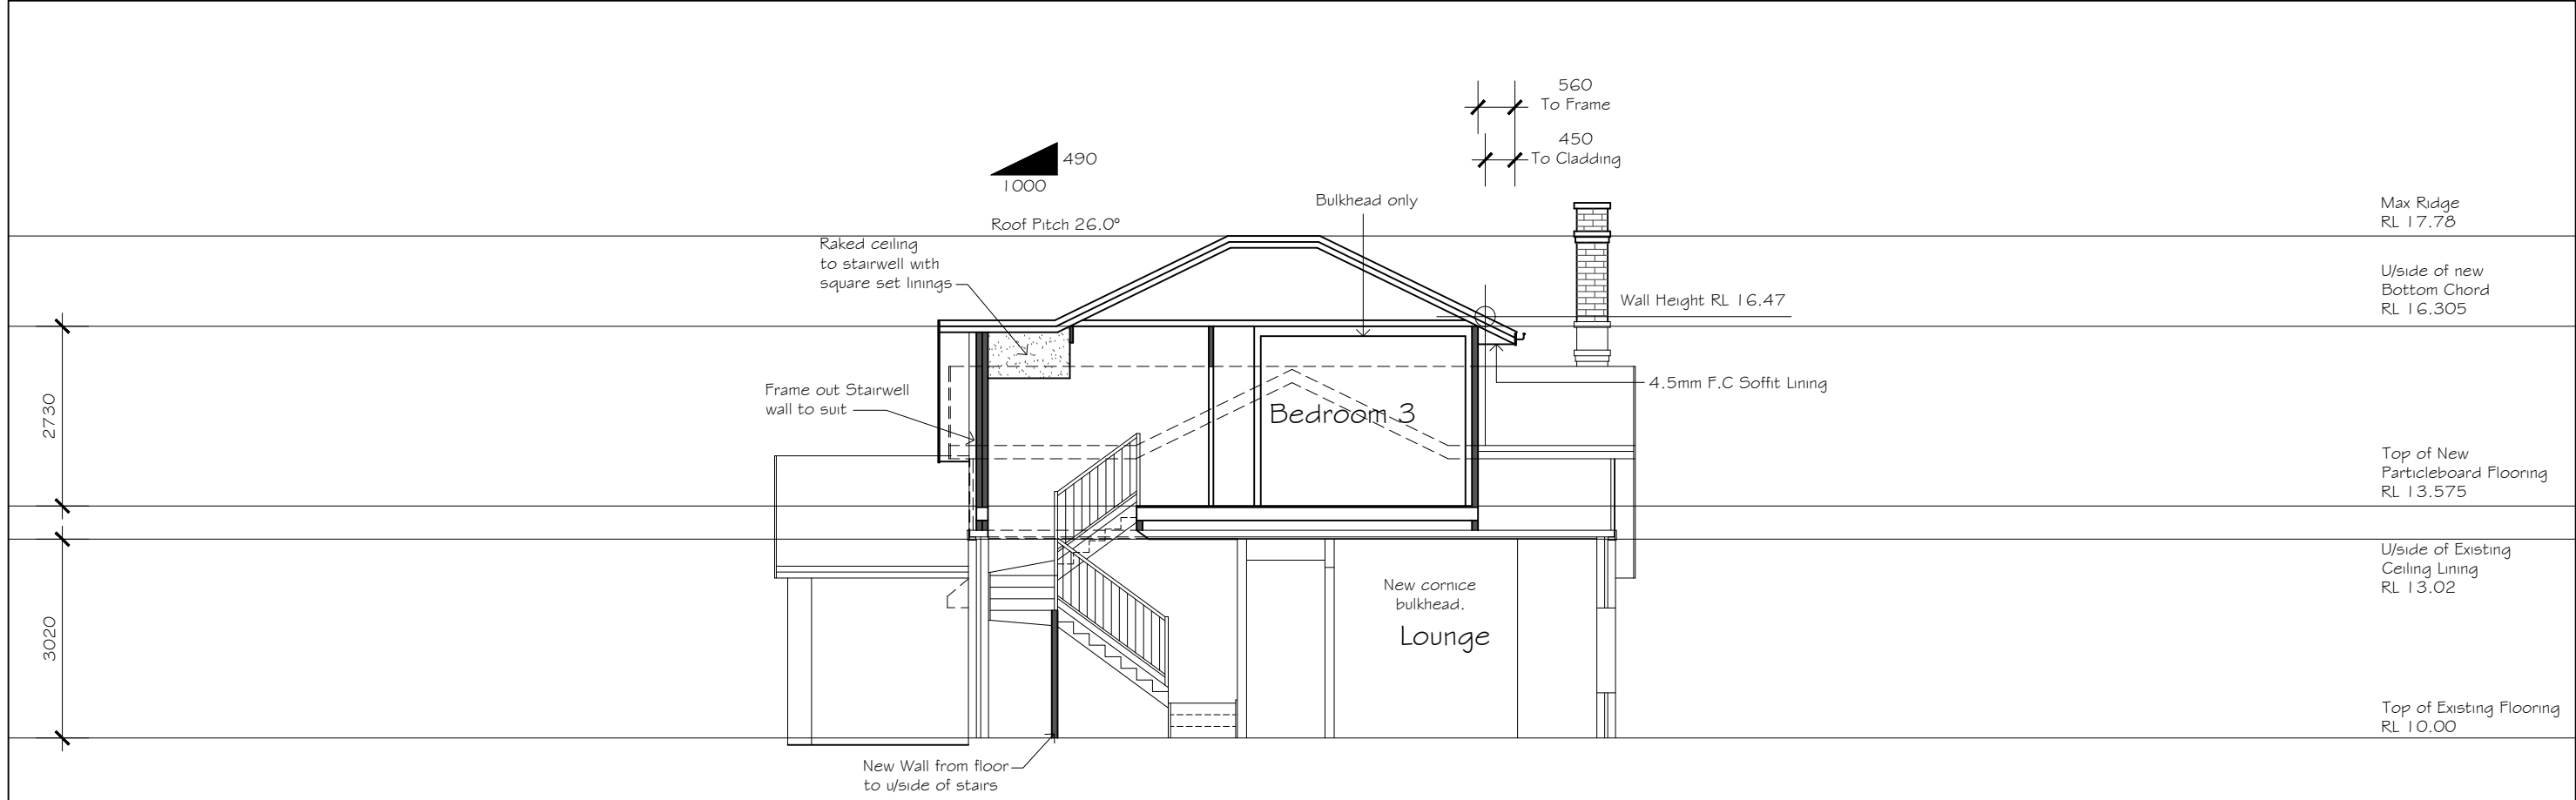 560
To Frame
450
To Cladding
490
1000
Roof Pitch 26.0°
Bulkhead only
Max Ridge
RL 17.78
Raked ceiling
to stairwell with
square set linings
U/side of new
Bottom Chord
RL 16.305
Wall Height RL 16.47
4.5mm F.C Soffit Lining
Frame out Stairwell
wall to suit
2730
Bedroom 3
Top of New
Particleboard Flooring
RL 13.575
U/side of Existing
Ceiling Lining
RL 13.02
New cornice
bulkhead.
Lounge
3020
Top of Existing Flooring
RL 10.00
New Wall from floor
to u/side of stairs